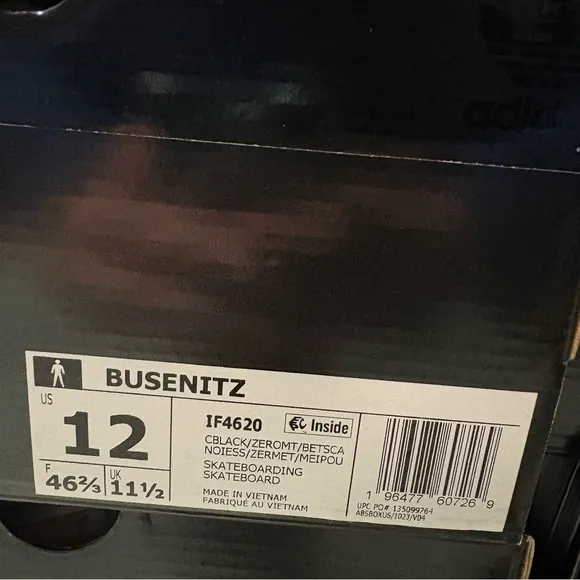 BUSENITZ
US
12
F
46⅔
UK
11½
IF4620
Inside
CBLACK/ZEROMT/BETSCA
NOIESS/ZERMET/MEIPOU
SKATEBOARDING
SKATEBOARD
MADE IN VIETNAM
FABRIQUÉ AU VIETNAM
1 96477 60726 9
UPC PO# 135099764
ABSBOXUS/1023/V04